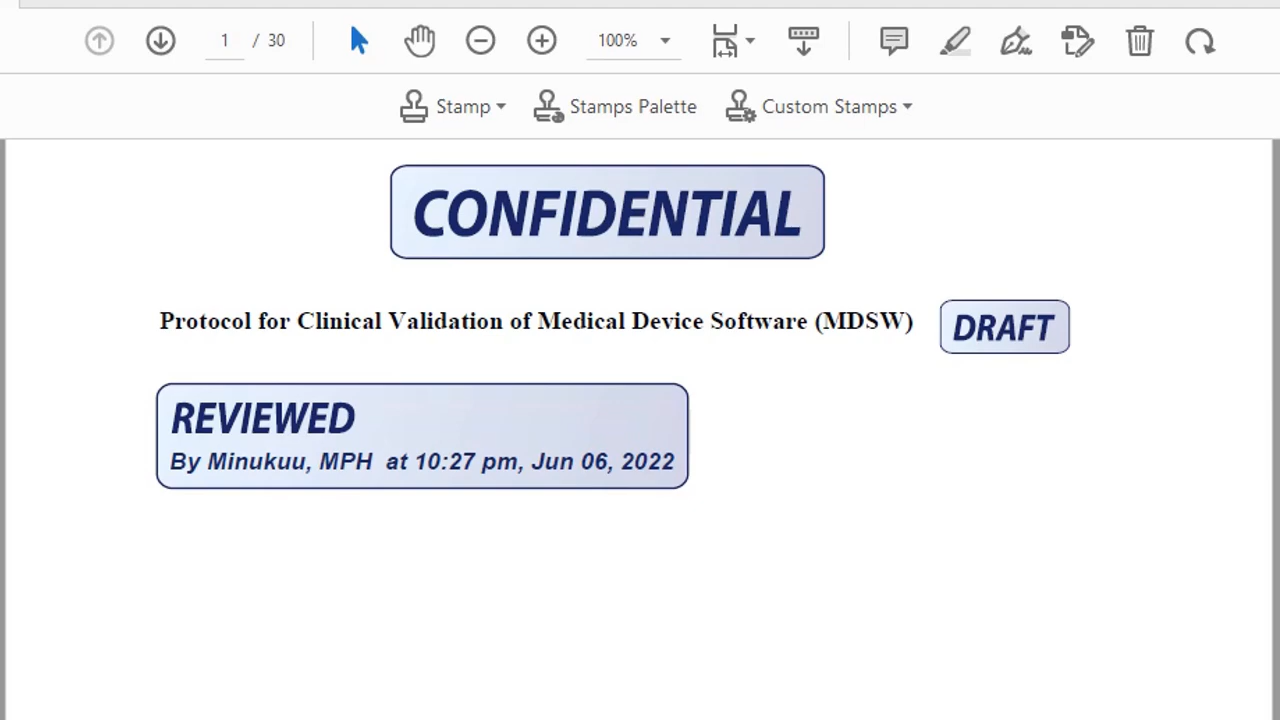 1 / 30 100%
Stamp Stamps Palette Custom Stamps
CONFIDENTIAL
Protocol for Clinical Validation of Medical Device Software (MDSW) DRAFT
REVIEWED
By Minukuu, MPH at 10:27 pm, Jun 06, 2022